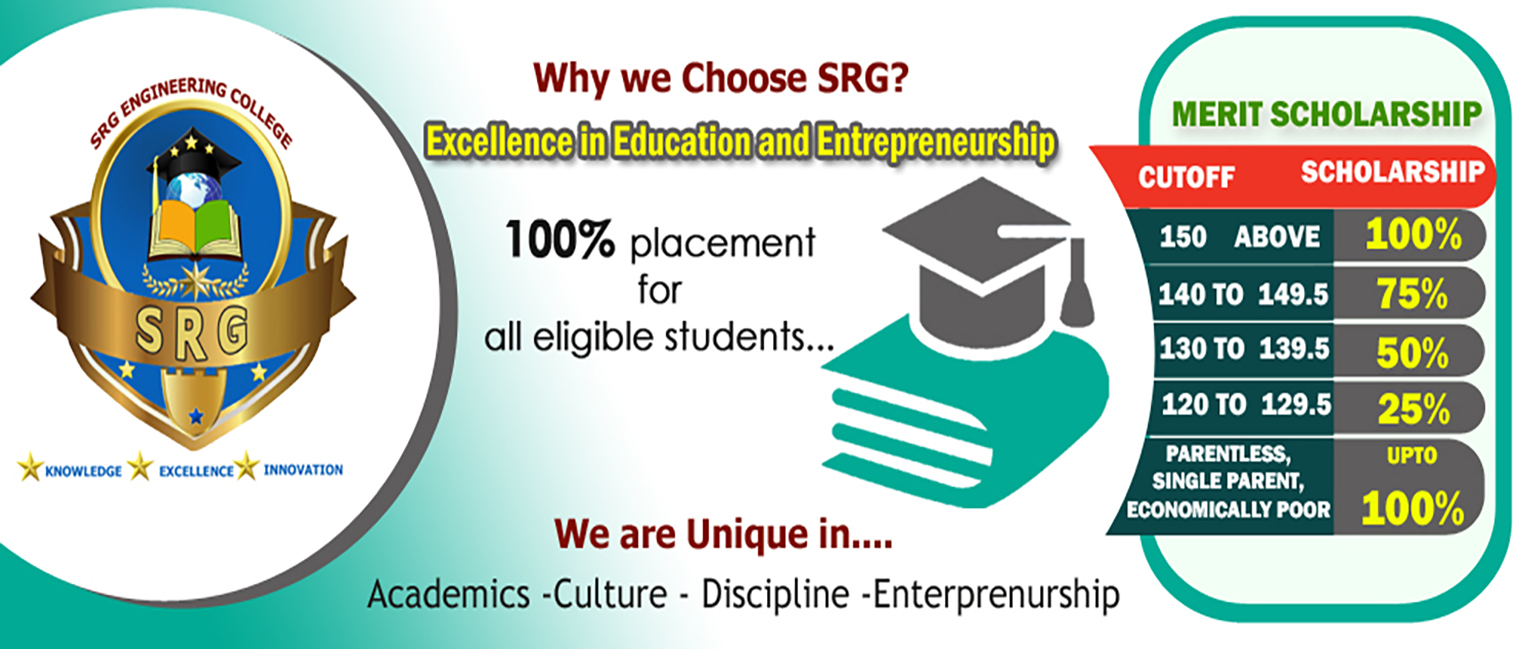 SRG ENGINEERING COLLEGE
SRG
KNOWLEDGE EXCELLENCE INNOVATION
Why we Choose SRG?
Excellence in Education and Entrepreneurship
100% placement
for
all eligible students...
We are Unique in....
Academics -Culture - Discipline -Enterprenurship
MERIT SCHOLARSHIP
CUTOFF SCHOLARSHIP
150 ABOVE 100%
140 TO 149.5 75%
130 TO 139.5 50%
120 TO 129.5 25%
PARENTLESS,
SINGLE PARENT,
ECONOMICALLY POOR
UPTO
100%